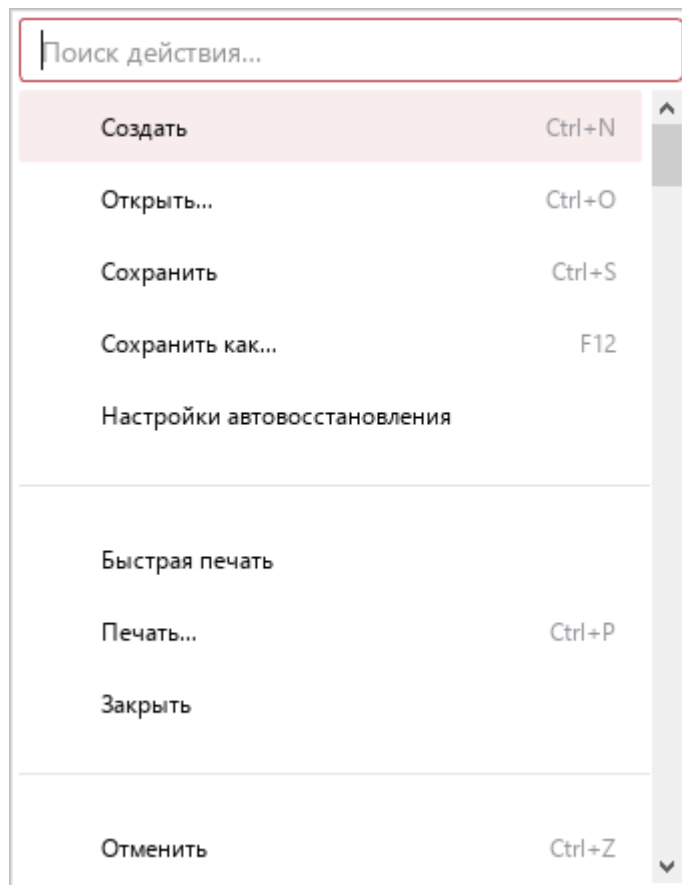 Поиск действия...
Создать Ctrl+N
Открыть... Ctrl+O
Сохранить Ctrl+S
Сохранить как... F12
Настройки автовосстановления
Быстрая печать
Печать... Ctrl+P
Закрыть
Отменить Ctrl+Z